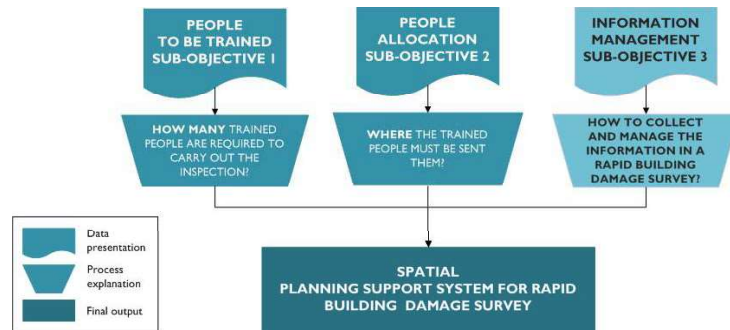 PEOPLE
TO BE TRAINED
SUB-OBJECTIVE 1
PEOPLE
ALLOCATION
SUB-OBJECTIVE 2
INFORMATION
MANAGEMENT
SUB-OBJECTIVE 3
HOW MANY TRAINED
PEOPLE ARE REQUIRED TO
CARRY OUT THE
INSPECTION?
WHERE THE TRAINED
PEOPLE MUST BE SENT
THEM?
HOW TO COLLECT
AND MANAGE THE
INFORMATION IN A
RAPID BUILDING
DAMAGE SURVEY?
Data
presentation
Process
explanation
Final output
SPATIAL
PLANNING SUPPORT SYSTEM FOR RAPID
BUILDING DAMAGE SURVEY